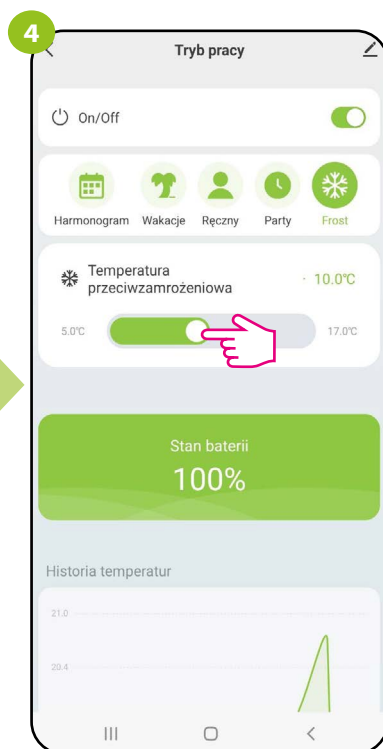 4
Tryb pracy
On/Off
Harmonogram Wakacje Ręczny Party Frost
Temperatura
przeciwzamrożeniowa
· 10.0℃
5.0℃ 17.0℃
Stan baterii
100%
Historia temperatur
21.0
20.4